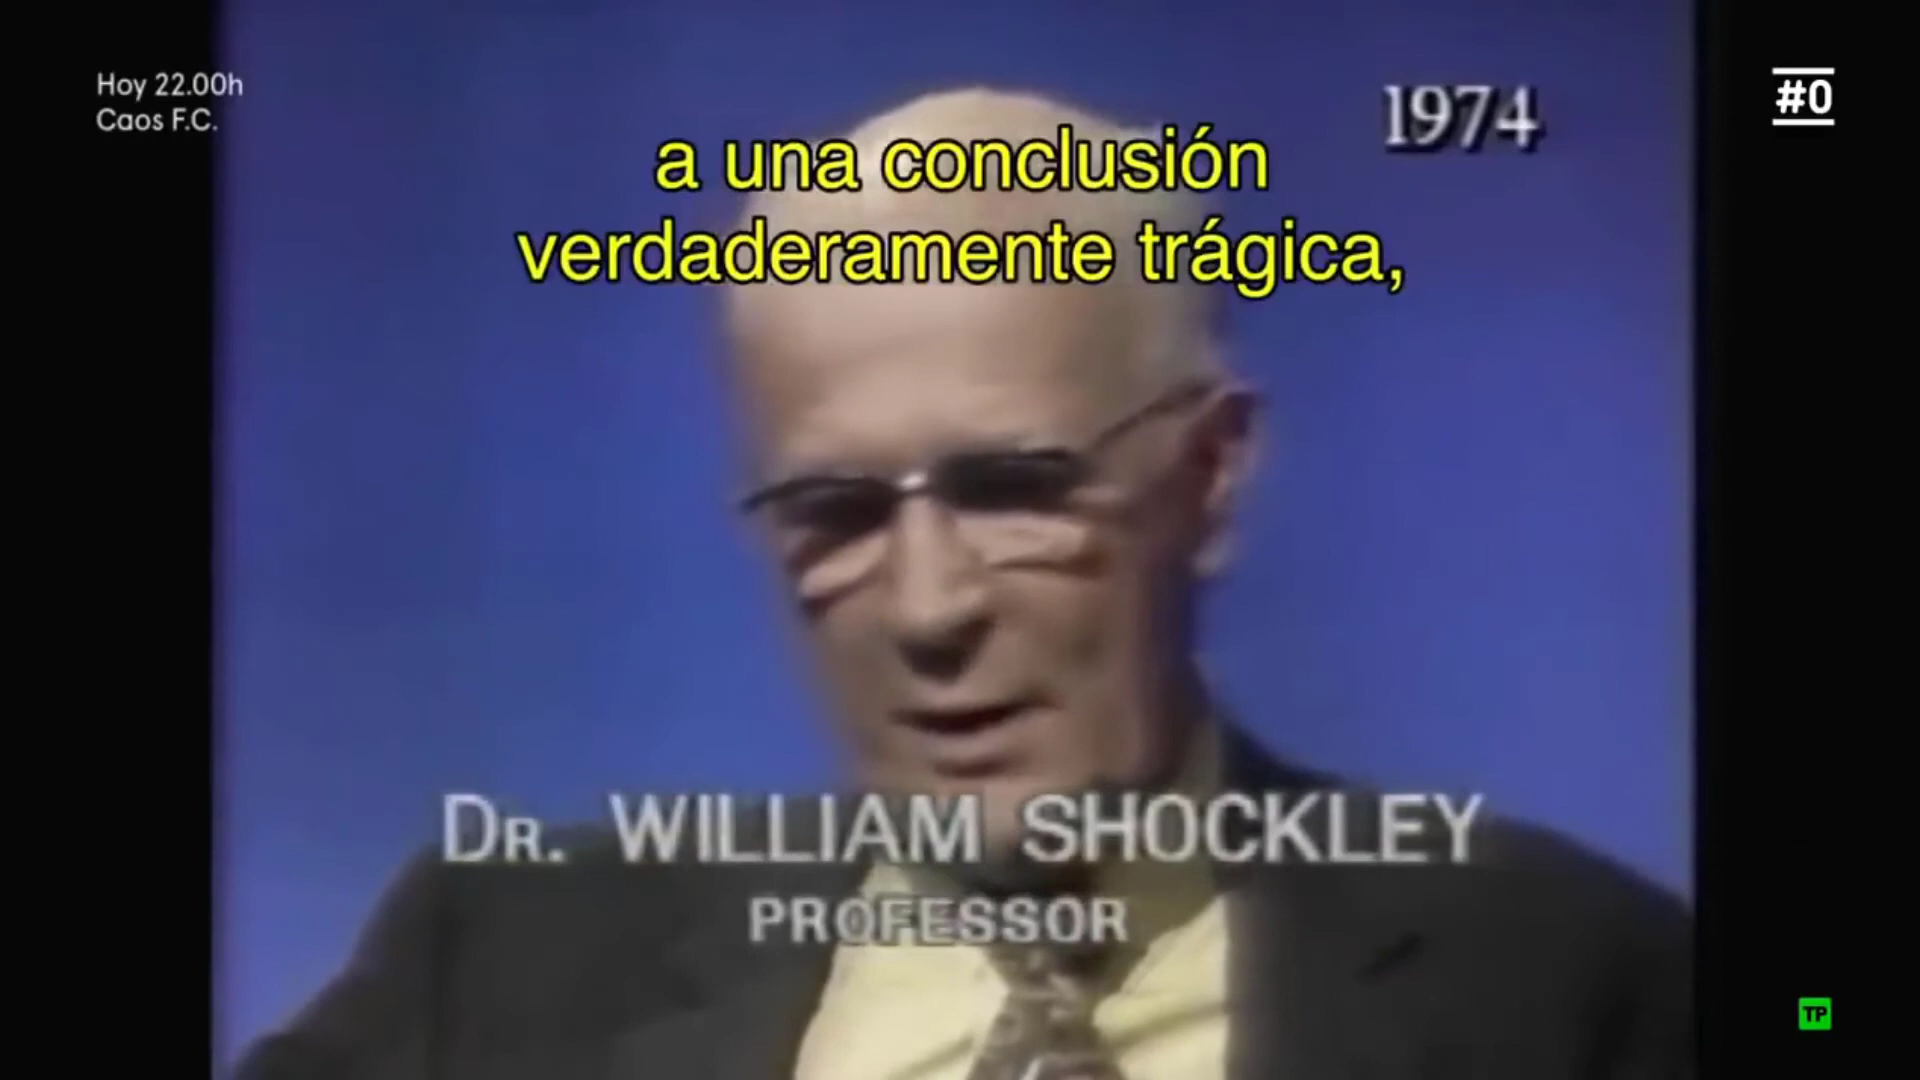 Hoy 22.00h
Caos F.C.
1974
#0
a una conclusión
verdaderamente trágica,
DR. WILLIAM SHOCKLEY
PROFESSOR
TP